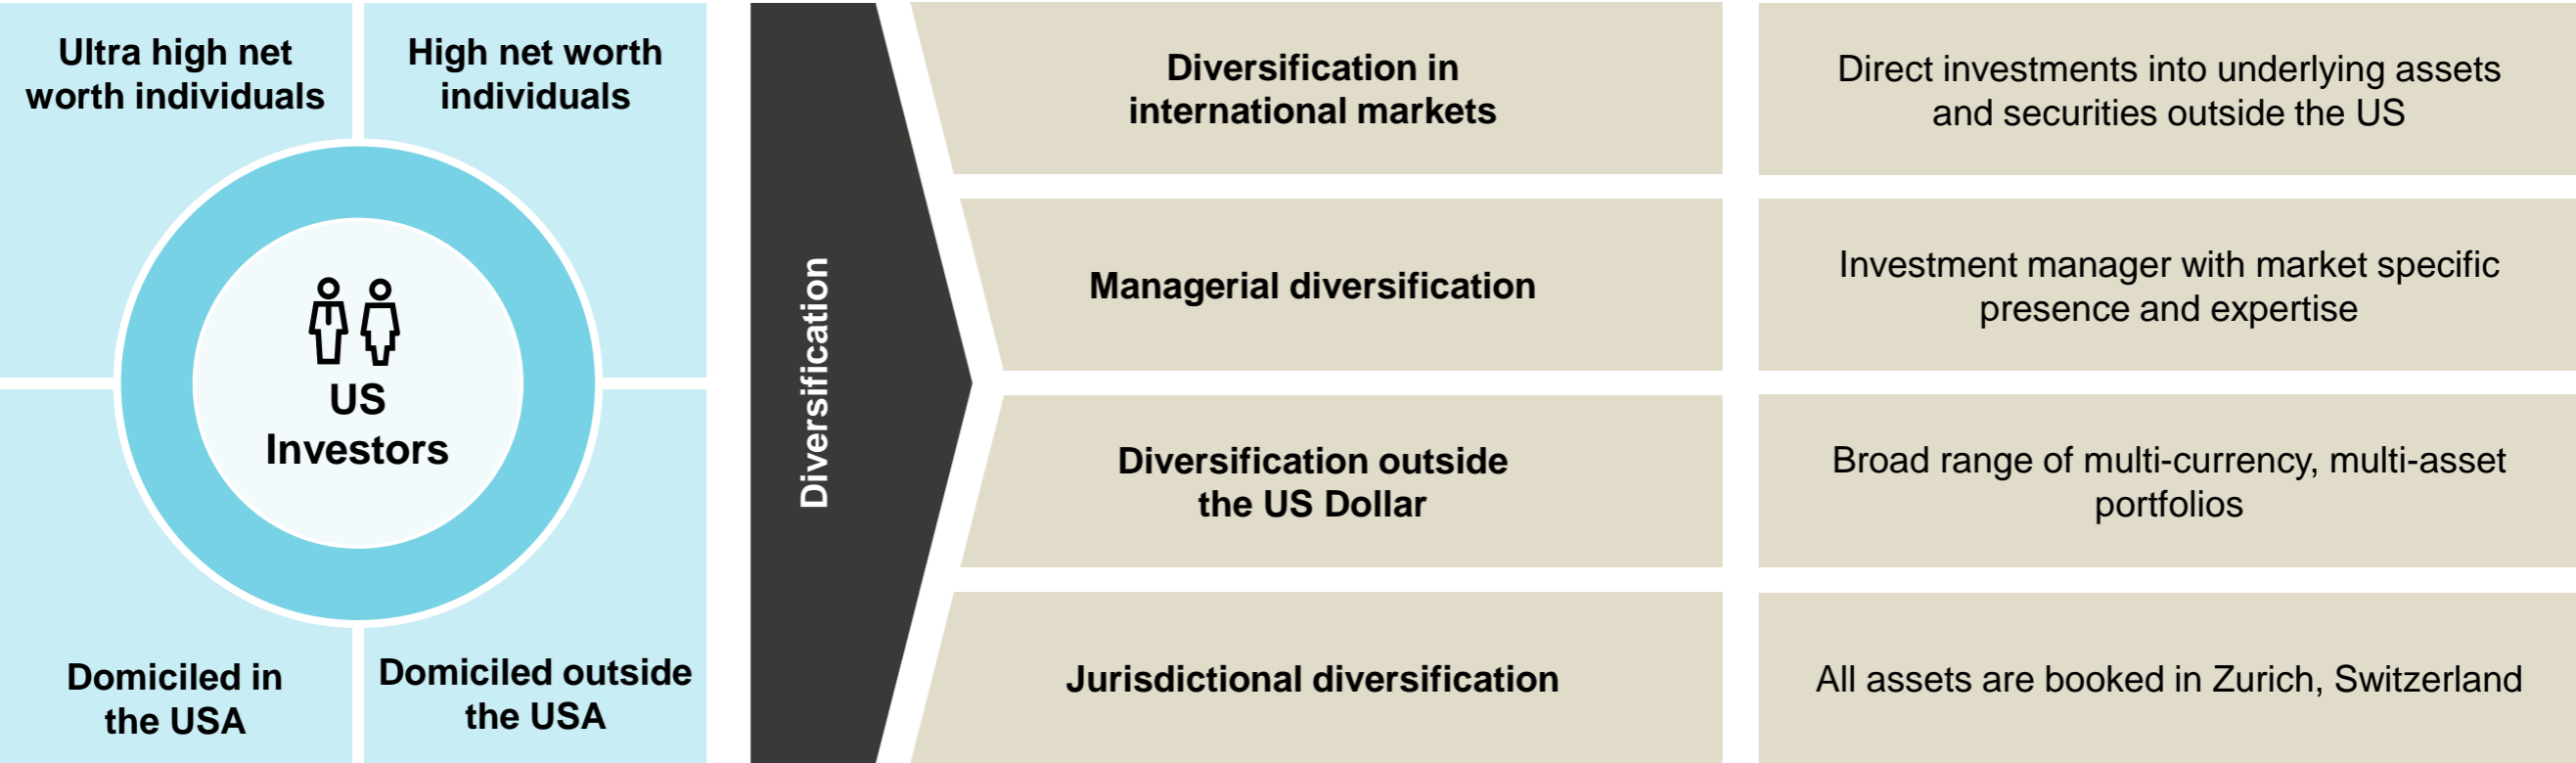 Ultra high net
worth individuals
High net worth
individuals
US
Investors
Domiciled in
the USA
Domiciled outside
the USA
Diversification
Diversification in
international markets
Direct investments into underlying assets
and securities outside the US
Managerial diversification
Investment manager with market specific
presence and expertise
Diversification outside
the US Dollar
Broad range of multi-currency, multi-asset
portfolios
Jurisdictional diversification
All assets are booked in Zurich, Switzerland